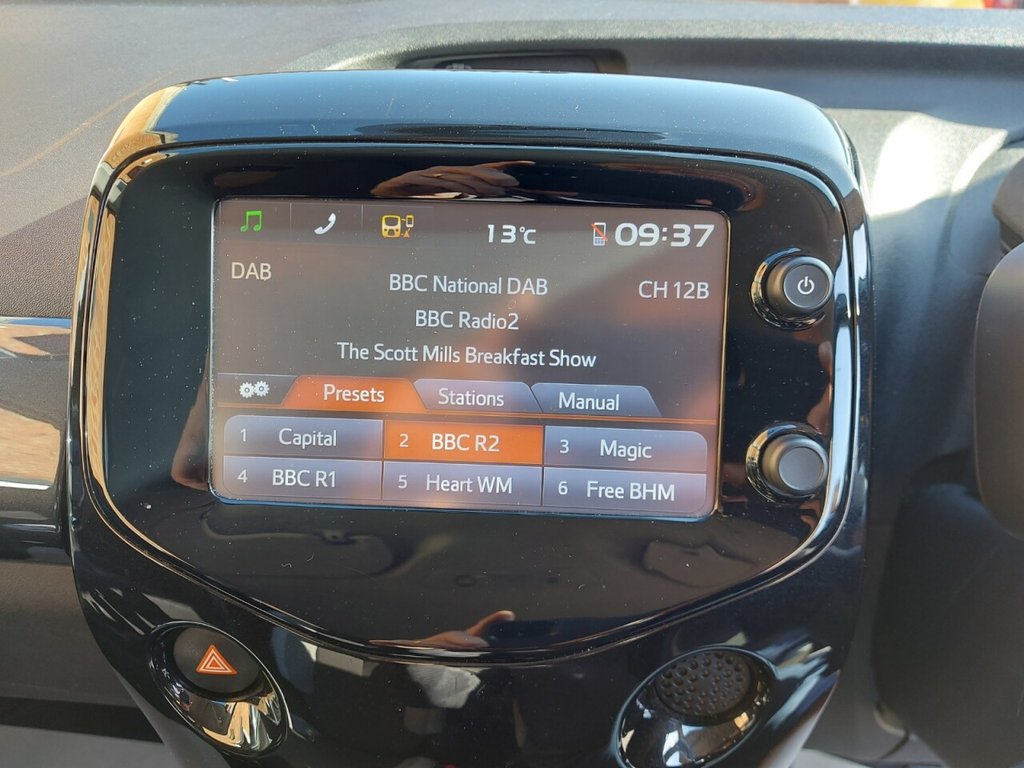 13°C 09:37
DAB
BBC National DAB
CH 12B
BBC Radio2
The Scott Mills Breakfast Show
Presets Stations Manual
1 Capital 2 BBC R2 3 Magic
4 BBC R1 5 Heart WM 6 Free BHM